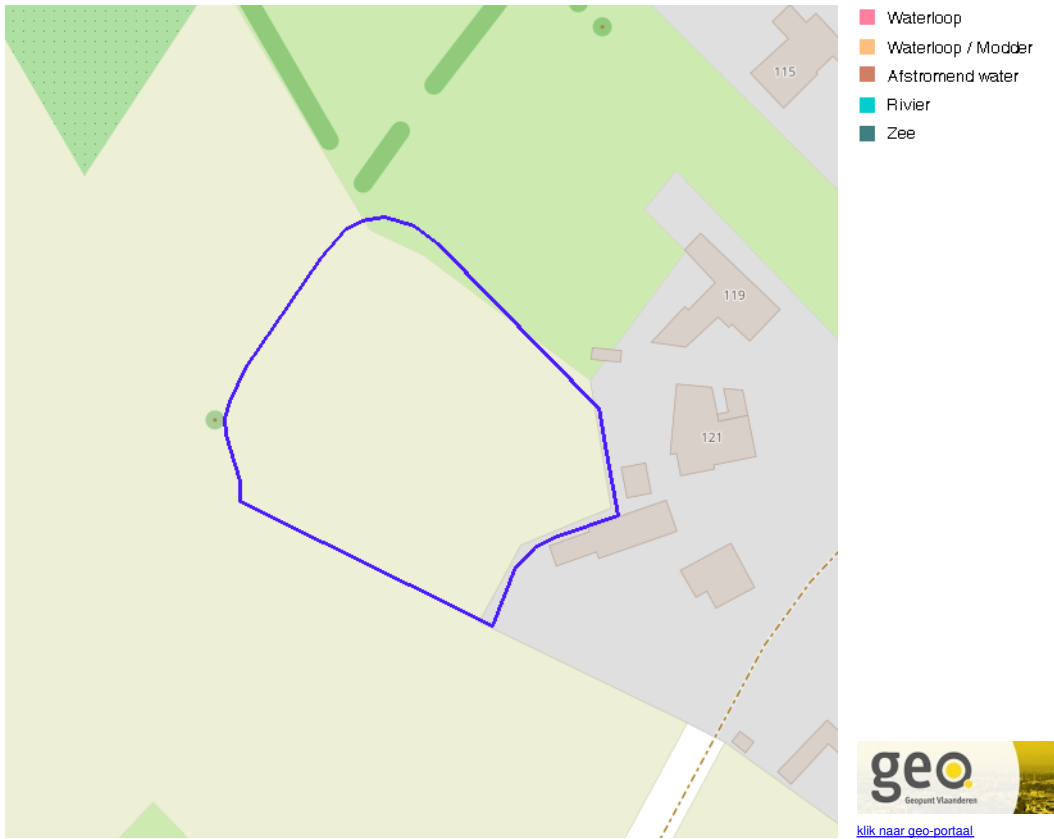 115
119
121
Waterloop
Waterloop / Modder
Afstromend water
Rivier
Zee
geo.
Geopunt Vlaanderen
klik naar geo-portaal